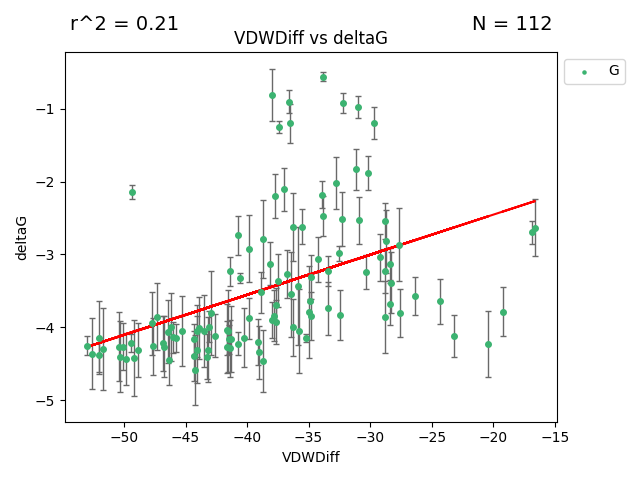 r^2 = 0.21 N = 112
VDWDiff vs deltaG
G
−1
−2
−3
−4
−5
deltaG
−50 −45 −40 −35 −30 −25 −20 −15
VDWDiff